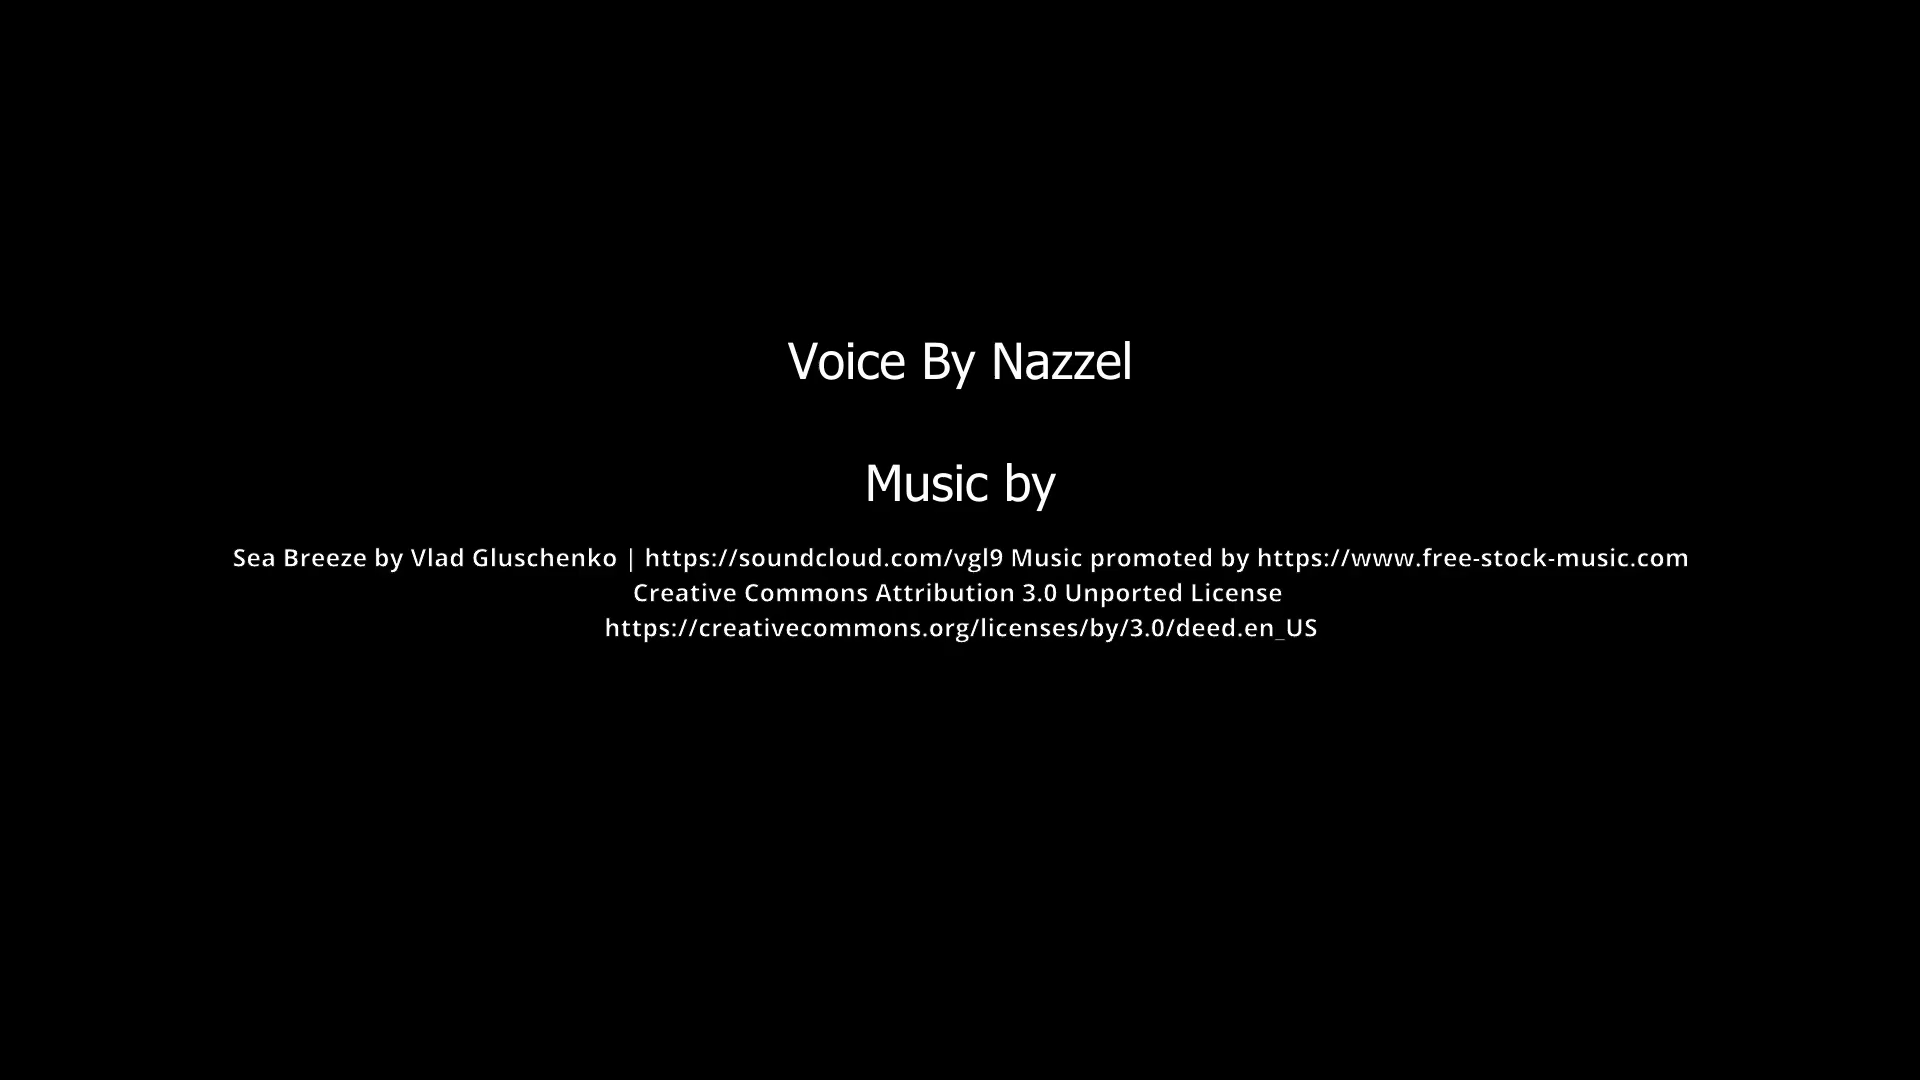 Voice By Nazzel
Music by
Sea Breeze by Vlad Gluschenko | https://soundcloud.com/vgl9 Music promoted by https://www.free-stock-music.com
Creative Commons Attribution 3.0 Unported License
https://creativecommons.org/licenses/by/3.0/deed.en_US